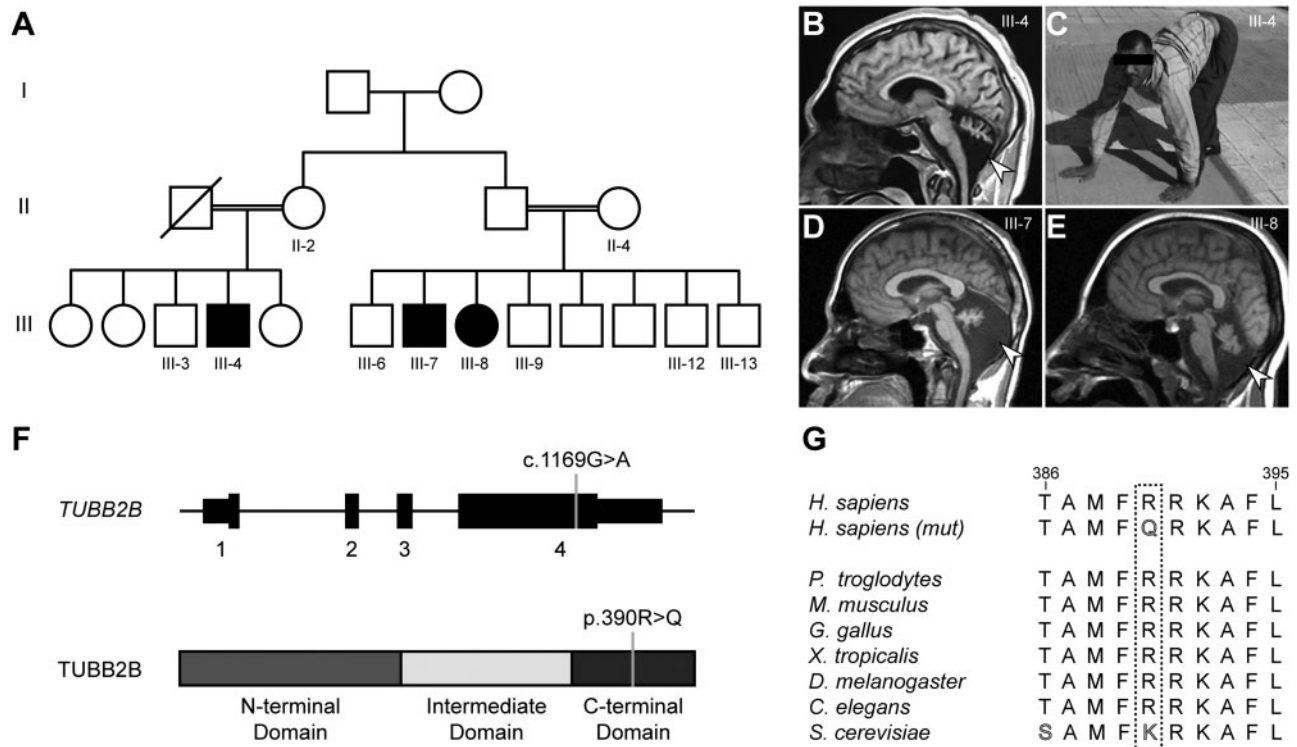 A
I
II
III
II-2
II-4
III-3
III-4
III-6
III-7
III-8
III-9
III-12
III-13
B
III-4
C
III-4
D
III-7
E
III-8
F
c.1169G>A
TUBB2B
1
2
3
4
p.390R>Q
TUBB2B
N-terminal
Domain
Intermediate
Domain
C-terminal
Domain
G
386
395
H. sapiens
T A M F R R K A F L
H. sapiens (mut)
T A M F Q R K A F L
P. troglodytes
T A M F R R K A F L
M. musculus
T A M F R R K A F L
G. gallus
T A M F R R K A F L
X. tropicalis
T A M F R R K A F L
D. melanogaster
T A M F R R K A F L
C. elegans
T A M F R R K A F L
S. cerevisiae
S A M F K R K A F L